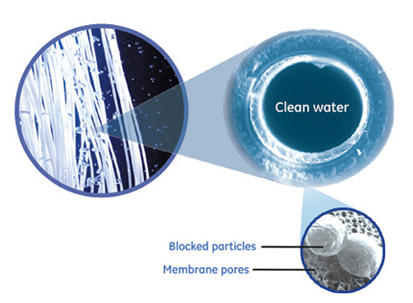 Clean water
Blocked particles
Membrane pores